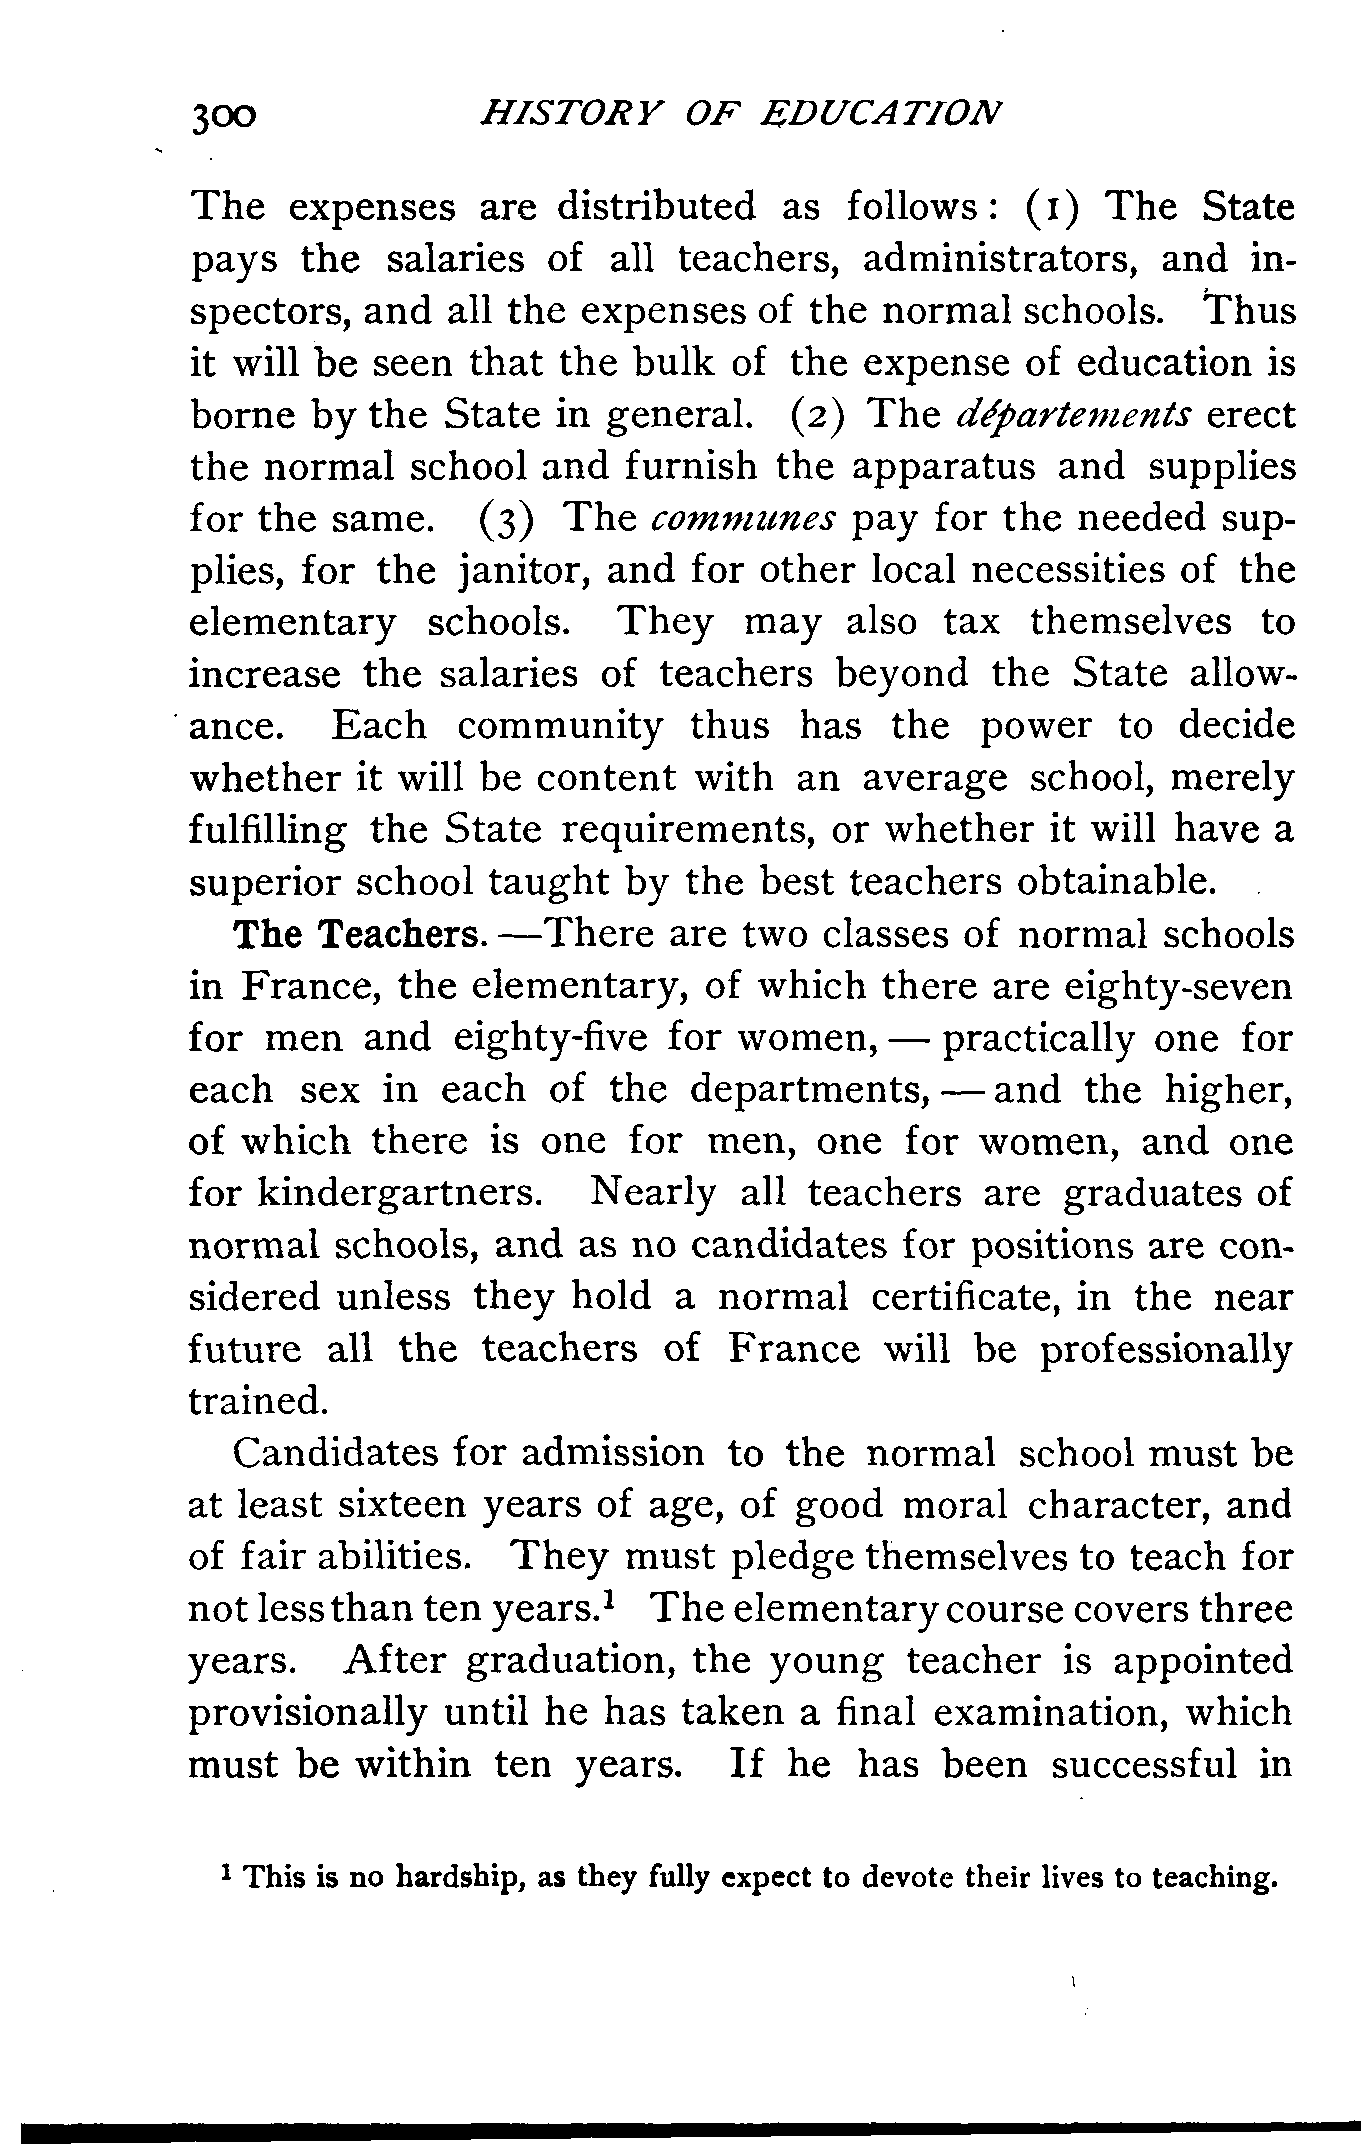 300 HISTORY OF EDUCATION
The expenses are distributed as follows: (1) The State
pays the salaries of all teachers, administrators, and in-
spectors, and all the expenses of the normal schools. Thus
it will be seen that the bulk of the expense of education is
borne by the State in general. (2) The départements erect
the normal school and furnish the apparatus and supplies
for the same. (3) The communes pay for the needed sup-
plies, for the janitor, and for other local necessities of the
elementary schools. They may also tax themselves to
increase the salaries of teachers beyond the State allow-
ance. Each community thus has the power to decide
whether it will be content with an average school, merely
fulfilling the State requirements, or whether it will have a
superior school taught by the best teachers obtainable.
The Teachers. —There are two classes of normal schools
in France, the elementary, of which there are eighty-seven
for men and eighty-five for women, — practically one for
each sex in each of the departments, — and the higher,
of which there is one for men, one for women, and one
for kindergartners. Nearly all teachers are graduates of
normal schools, and as no candidates for positions are con-
sidered unless they hold a normal certificate, in the near
future all the teachers of France will be professionally
trained.
Candidates for admission to the normal school must be
at least sixteen years of age, of good moral character, and
of fair abilities. They must pledge themselves to teach for
not less than ten years.¹ The elementary course covers three
years. After graduation, the young teacher is appointed
provisionally until he has taken a final examination, which
must be within ten years. If he has been successful in
¹ This is no hardship, as they fully expect to devote their lives to teaching.